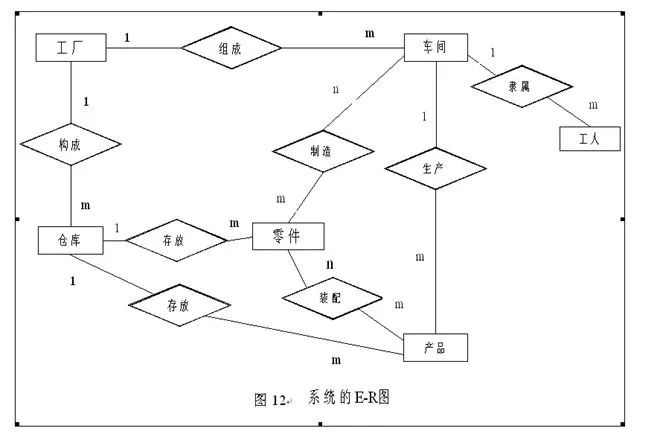 工厂 1 组成 m 车间
1 n 1 l 隶属
m
工人
构成 制造 生产
m m
仓库 l 存放 m 零件
1 n m
存放 装配 m
m 产品
图 12 系统的E-R图